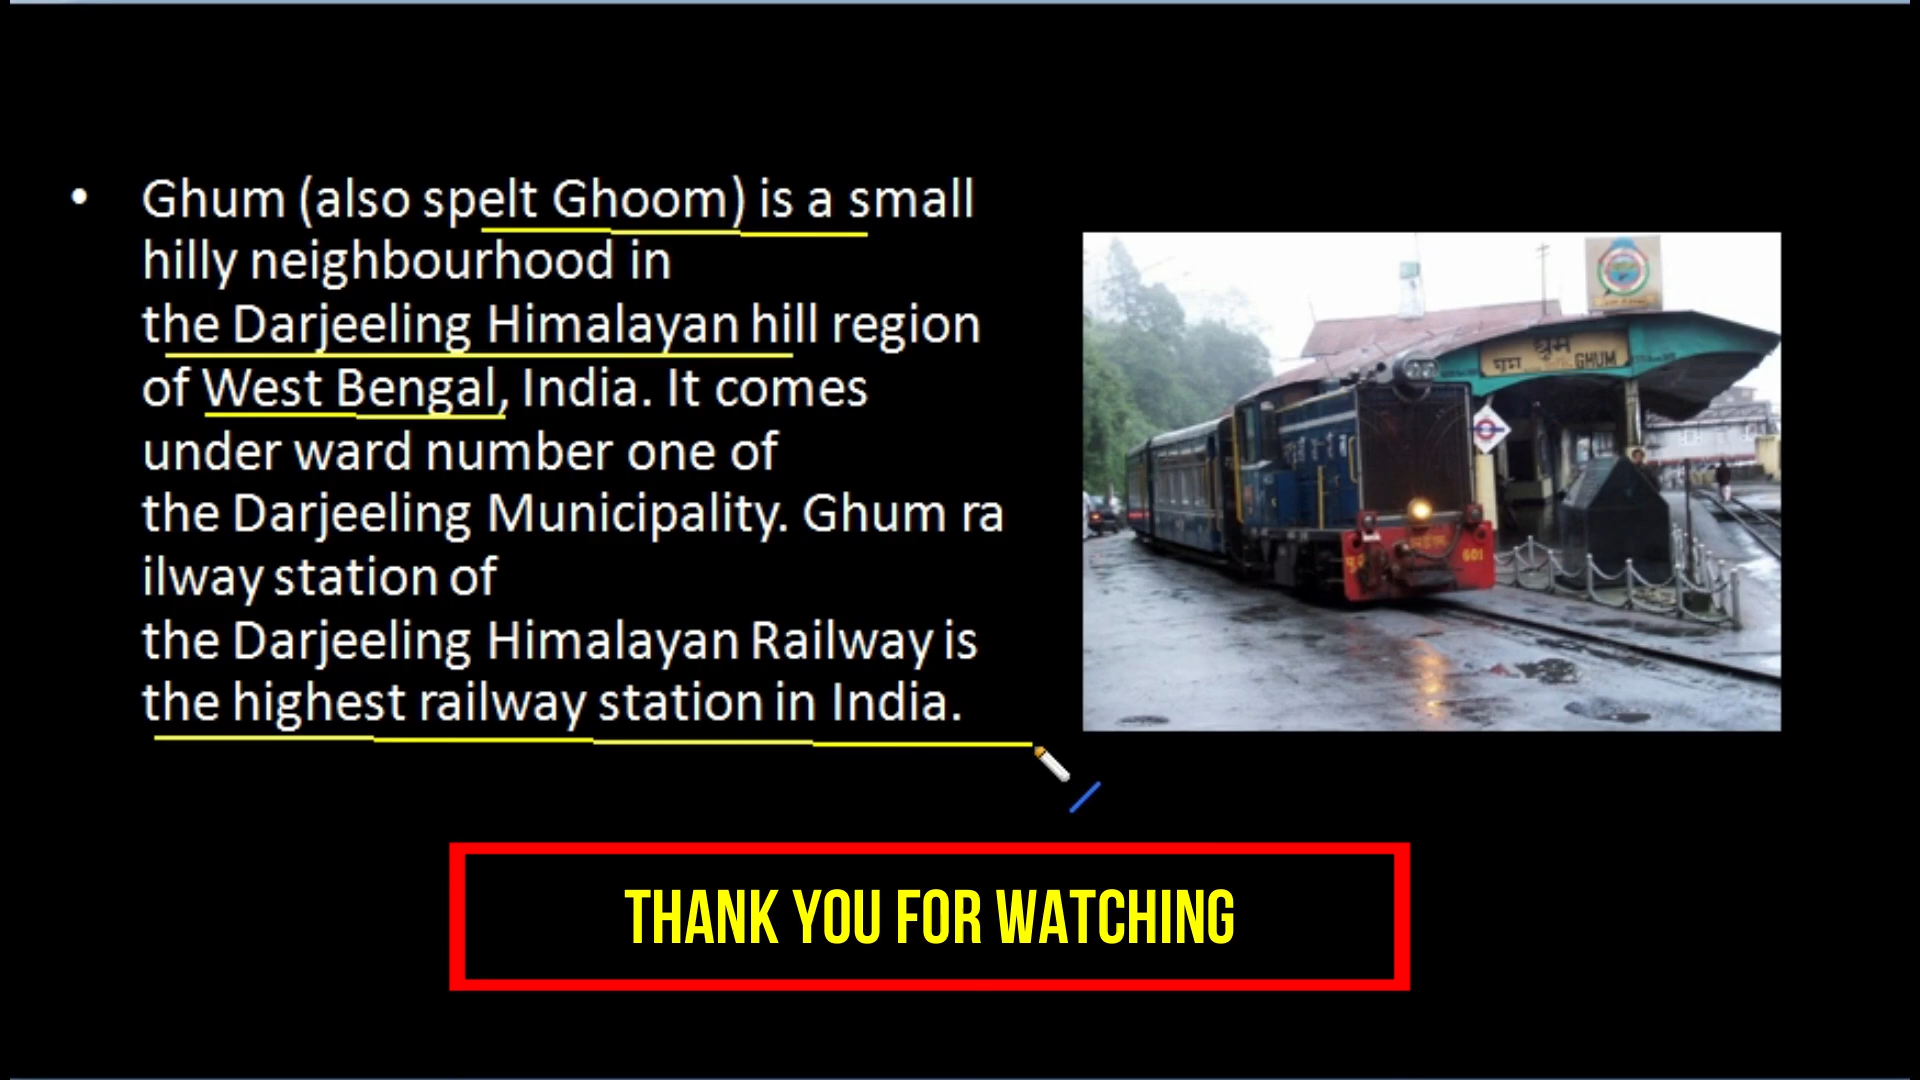 • Ghum (also spelt Ghoom) is a small
hilly neighbourhood in
the Darjeeling Himalayan hill region
of West Bengal, India. It comes
under ward number one of
the Darjeeling Municipality. Ghum ra
ilway station of
the Darjeeling Himalayan Railway is
the highest railway station in India.
घुम
GHUM
601
THANK YOU FOR WATCHING